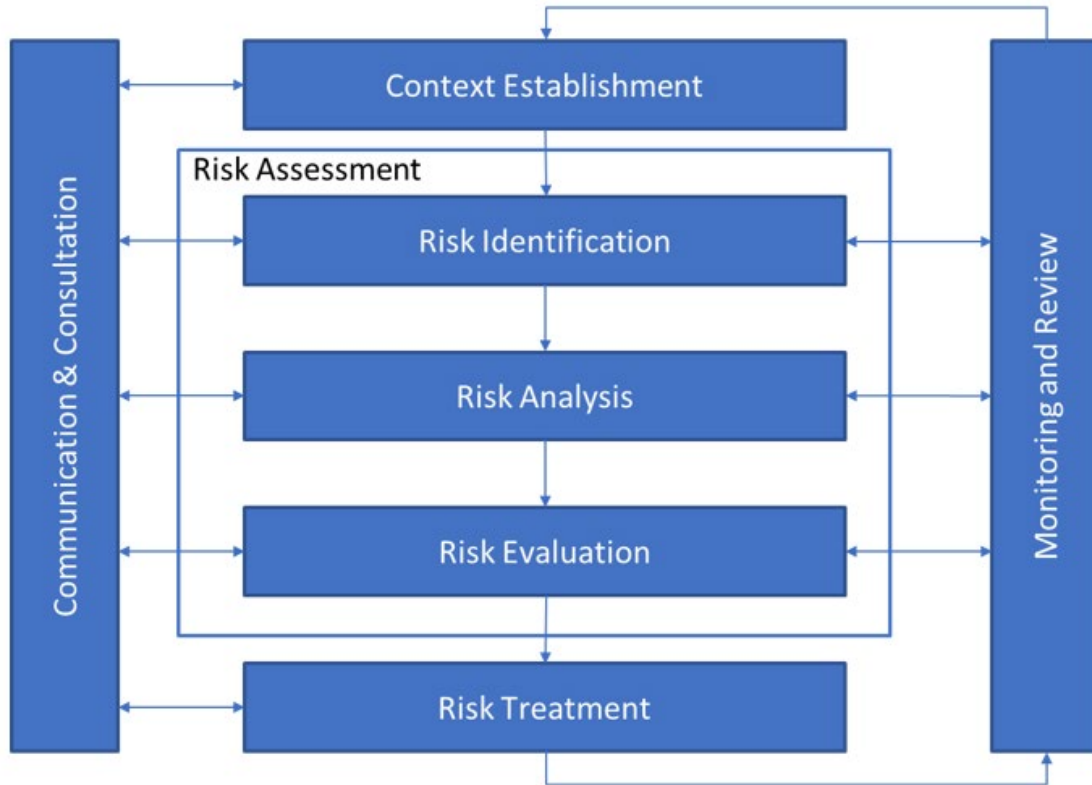 Context Establishment
Risk Assessment
Risk Identification
Risk Analysis
Risk Evaluation
Risk Treatment
Communication & Consultation
Monitoring and Review